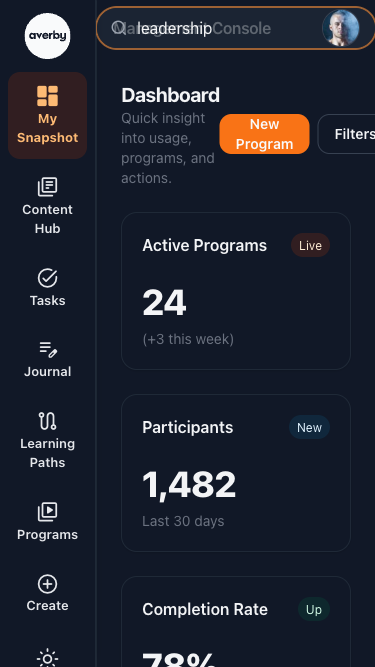 averby
leadership
Management Console
My
Snapshot
Content
Hub
Tasks
Journal
Learning
Paths
Programs
Create
Dashboard
Quick insight
into usage,
programs, and
actions.
New
Program
Filters
Active Programs
Live
24
(+3 this week)
Participants
New
1,482
Last 30 days
Completion Rate
Up
78%